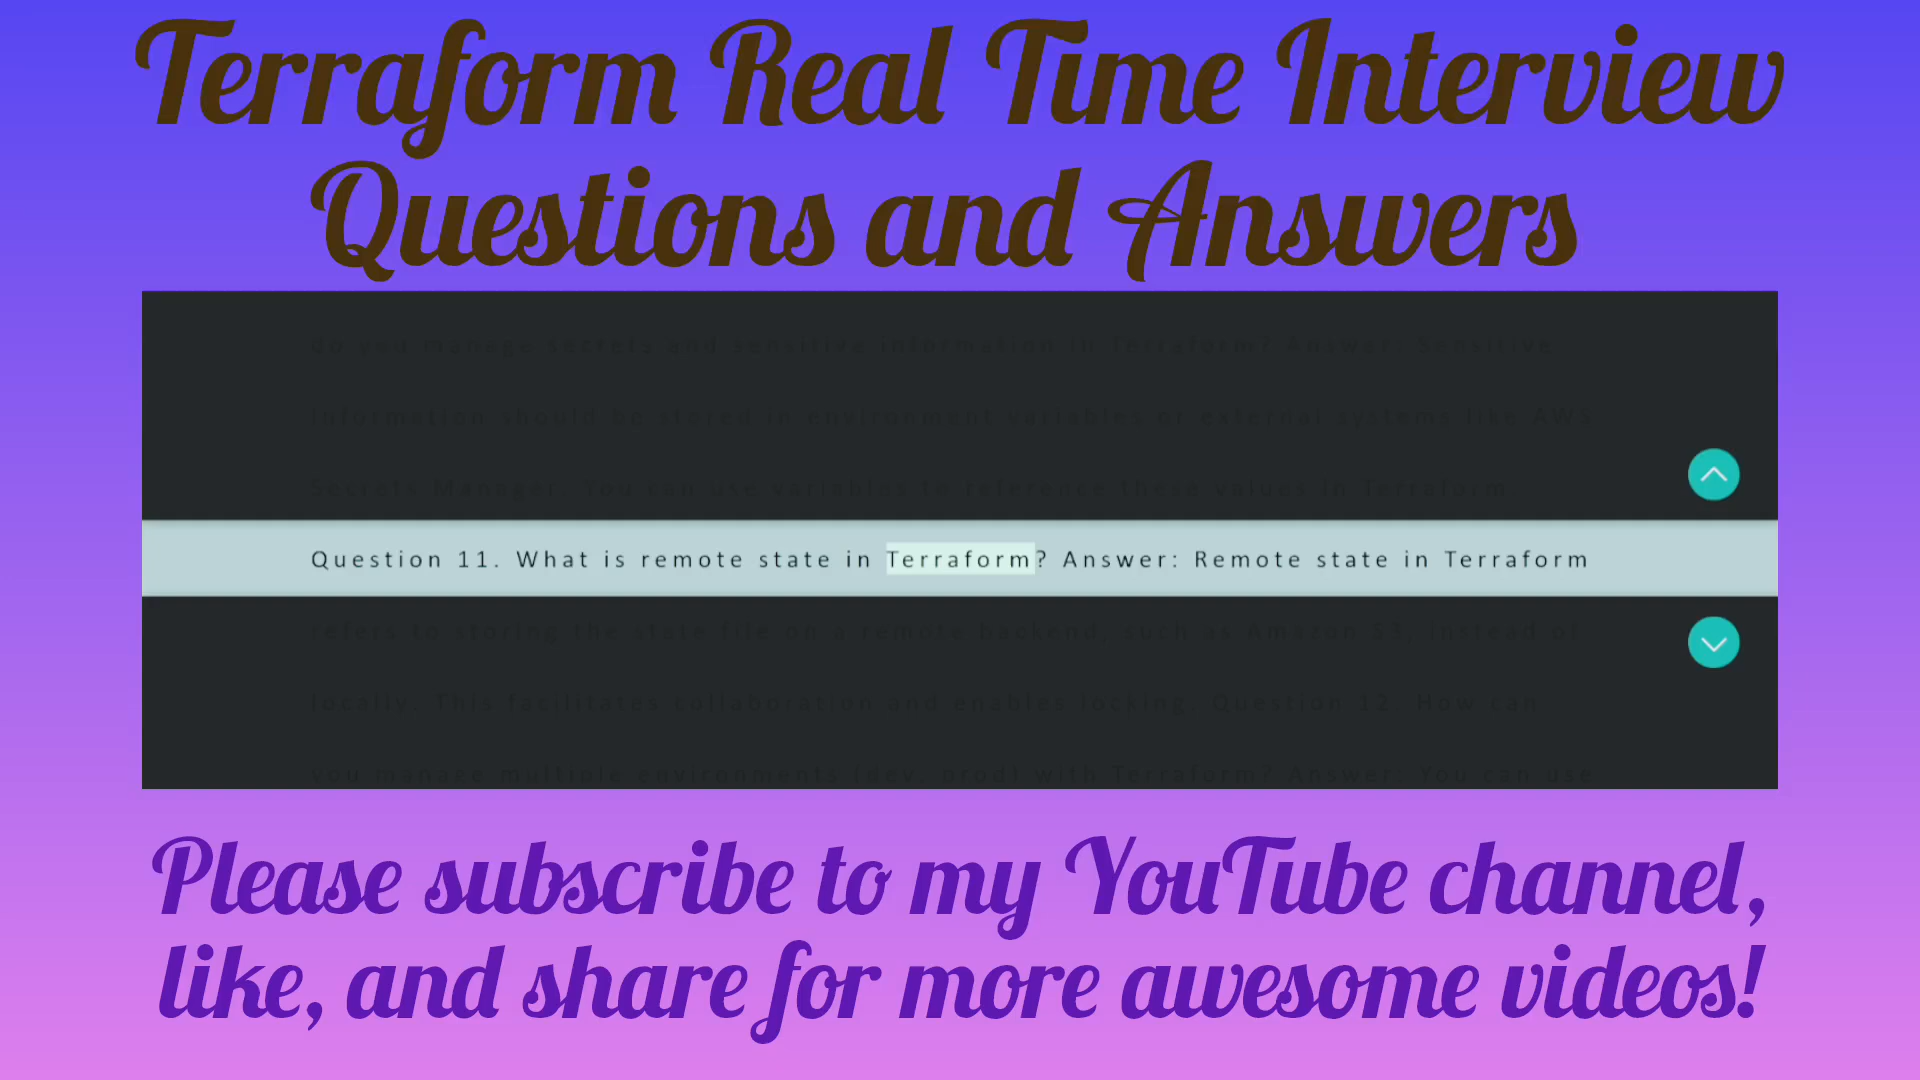 Terraform Real Time Interview
Questions and Answers
do you manage secrets and sensitive information in Terraform? Answer: Sensitive
information should be stored in environment variables or external systems like AWS
Secrets Manager. You can use variables to reference these values in Terraform.
Question 11. What is remote state in Terraform? Answer: Remote state in Terraform
refers to storing the state file on a remote backend, such as Amazon S3, instead of
locally. This facilitates collaboration and enables locking. Question 12. How can
you manage multiple environments (dev, prod) with Terraform? Answer: You can use
Please subscribe to my YouTube channel,
like, and share for more awesome videos!